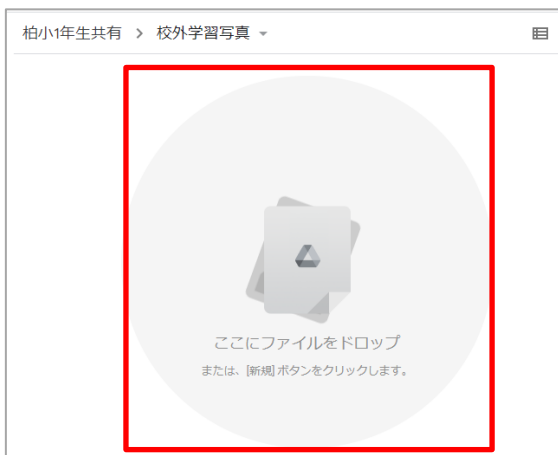 柏小1年生共有 > 校外学習写真
ここにファイルをドロップ
または、[新規] ボタンをクリックします。